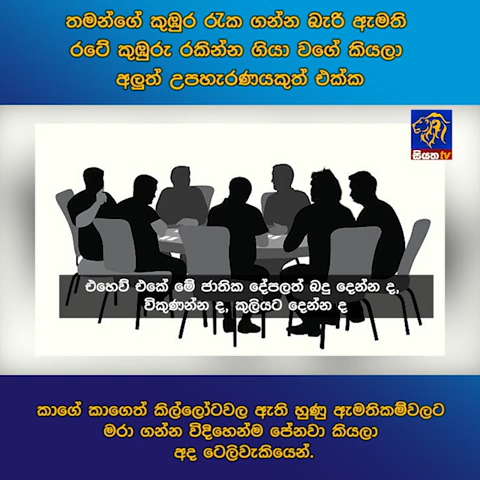 තමන්ගේ කුඹුර රැක ගන්න බැරි ඇමති
රටේ කුඹුරු රකින්න ගියා වගේ කියලා
අලුත් උපහැරණයකුත් එක්ක
සියත tv
එහෙව් එකේ මේ ජාතික දේපලත් බදු දෙන්න ද,
විකුණන්න ද, කුලියට දෙන්න ද
කාගේ කාගෙත් කිල්ලෝටවල ඇති හුණු ඇමතිකම්වලට
මරා ගන්න විදිහෙන්ම පේනවා කියලා
අද ටෙලිවැකියෙන්.